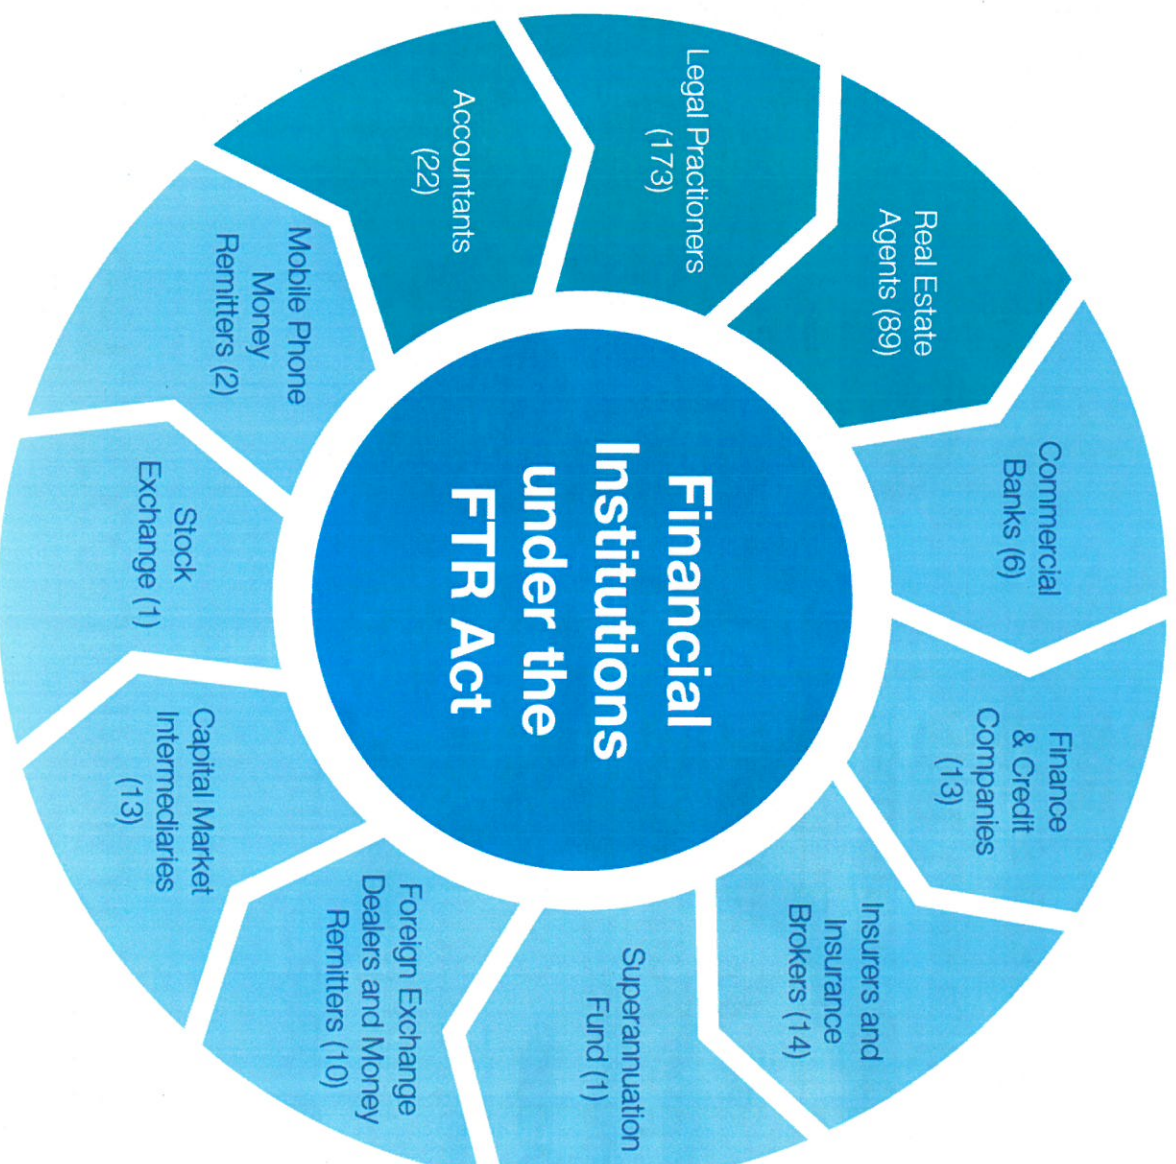 Financial
Institutions
under the
FTR Act
Commercial
Banks (6)
Finance
& Credit
Companies
(13)
Insurers and
Insurance
Brokers (14)
Superannuation
Fund (1)
Foreign Exchange
Dealers and Money
Remitters (10)
Capital Market
Intermediaries
(13)
Stock
Exchange (1)
Mobile Phone
Money
Remitters (2)
Accountants
(22)
Legal Practioners
(173)
Real Estate
Agents (89)